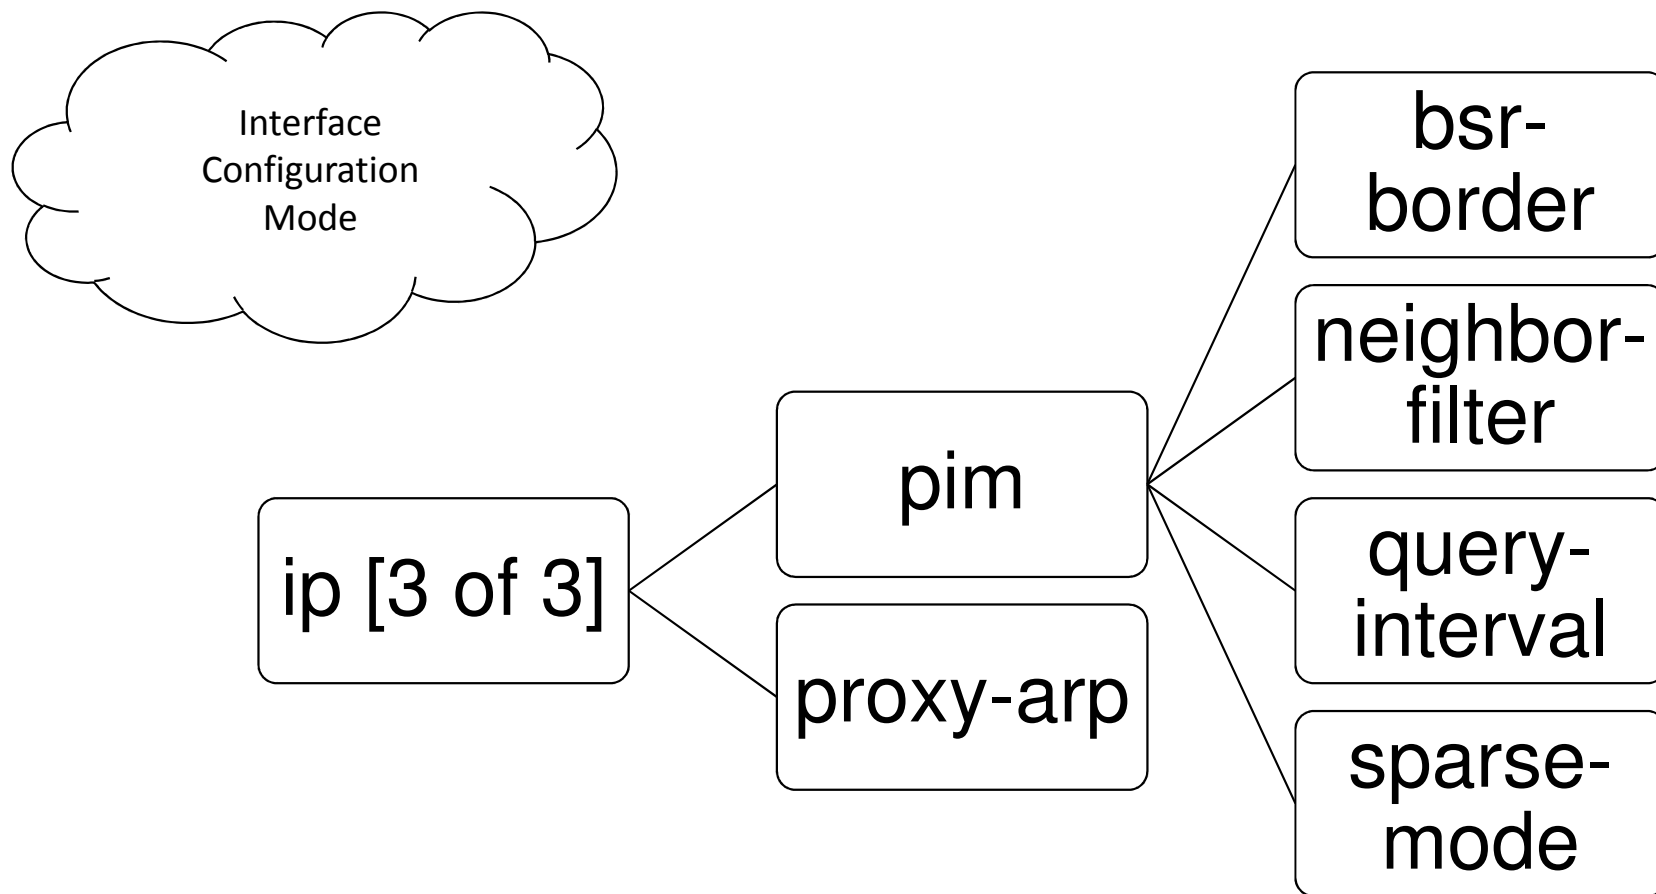 Interface
Configuration
Mode
bsr-
border
neighbor-
filter
pim
query-
interval
ip [3 of 3]
proxy-arp
sparse-
mode